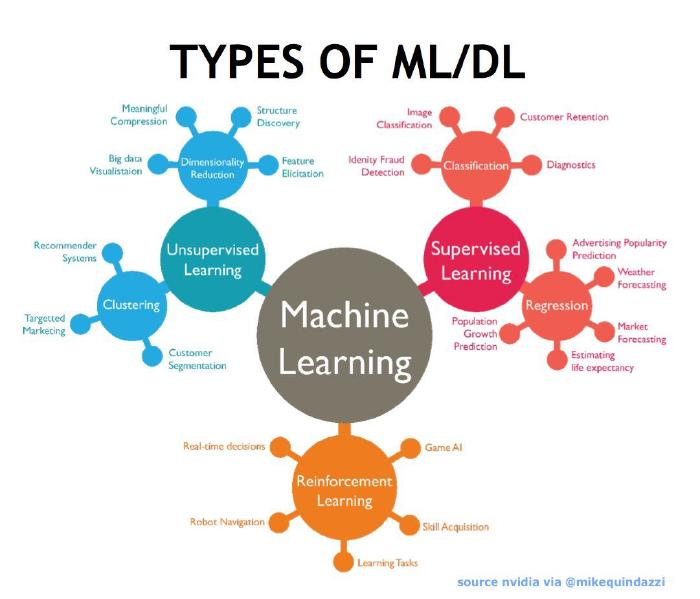 TYPES OF ML/DL
Meaningful
Compression
Structure
Discovery
Big data
Visualistaion
Dimensionality
Reduction
Feature
Elicitation
Unsupervised
Learning
Recommender
Systems
Clustering
Targetted
Marketing
Customer
Segmentation
Image
Classification
Customer Retention
Idenity Fraud
Detection
Classification
Diagnostics
Supervised
Learning
Advertising Popularity
Prediction
Weather
Forecasting
Regression
Population
Growth
Prediction
Market
Forecasting
Estimating
life expectancy
Machine
Learning
Real-time decisions
Game AI
Reinforcement
Learning
Robot Navigation
Skill Acquisition
Learning Tasks
source nvidia via @mikequindazzi